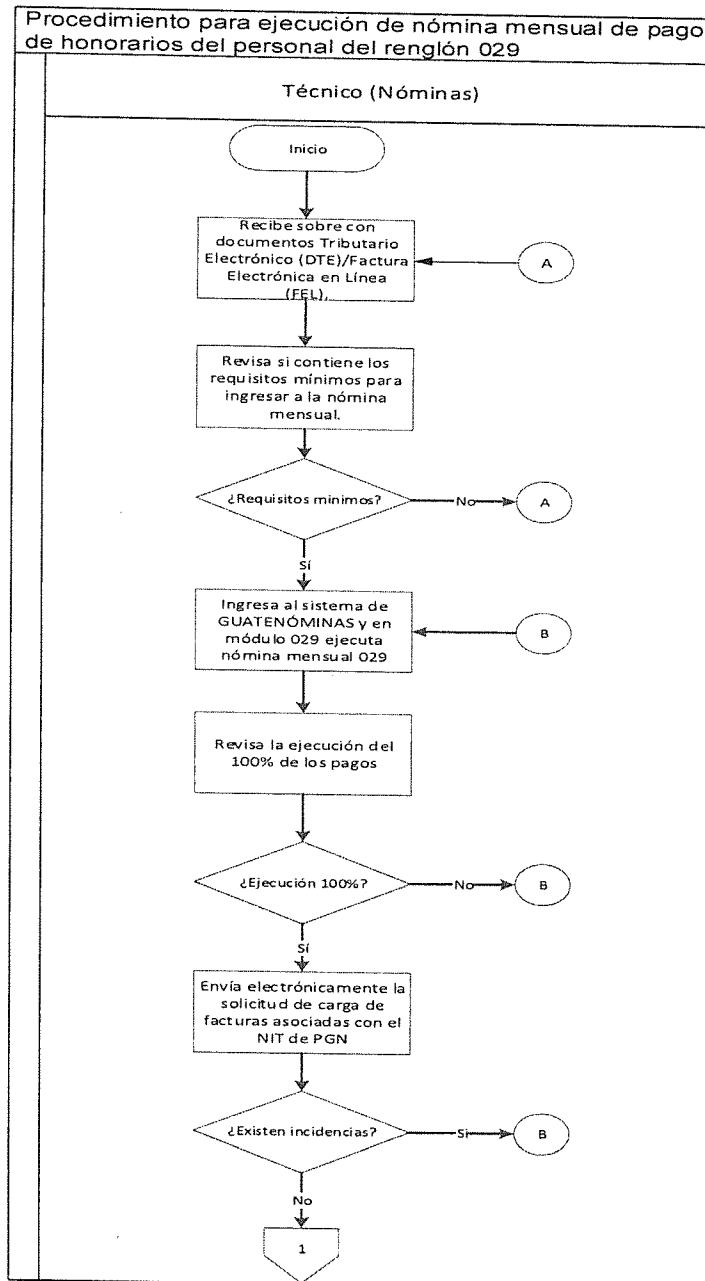 Procedimiento para ejecución de nómina mensual de pago
de honorarios del personal del renglón 029
Técnico (Nóminas)
Inicio
Recibe sobre con
documentos Tributario
Electrónico (DTE)/Factura
Electrónica en Línea
(FEL),
A
Revisa si contiene los
requisitos mínimos para
ingresar a la nómina
mensual.
¿Requisitos minimos?
No
A
Sí
Ingresa al sistema de
GUATENÓMINAS y en
módulo 029 ejecuta
nómina mensual 029
B
Revisa la ejecución del
100% de los pagos
¿Ejecución 100%?
No
B
Sí
Envía electrónicamente la
solicitud de carga de
facturas asociadas con el
NIT de PGN
¿Existen incidencias?
Si
B
No
1